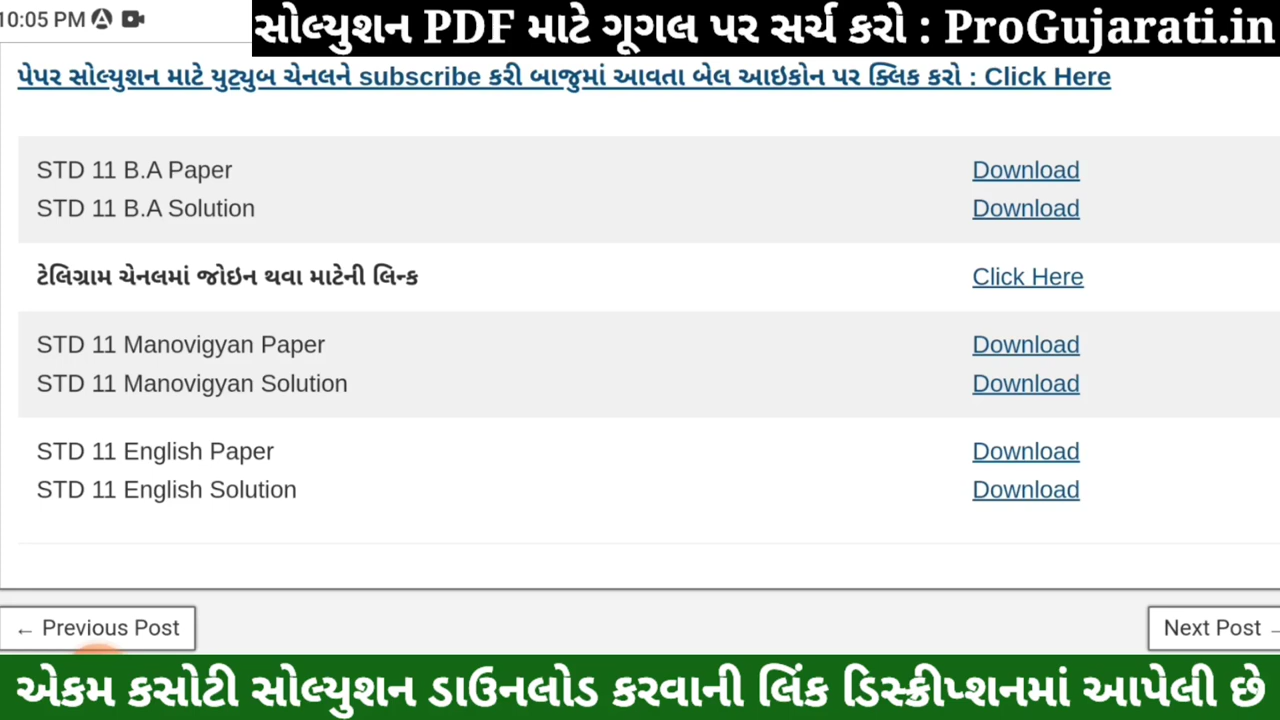 10:05 PM
સોલ્યુશન PDF માટે ગૂગલ પર સર્ચ કરો : ProGujarati.in
પેપર સોલ્યુશન માટે યુટ્યુબ ચેનલને subscribe કરી બાજુમાં આવતા બેલ આઇકોન પર ક્લિક કરો : Click Here
STD 11 B.A Paper Download
STD 11 B.A Solution Download
ટેલિગ્રામ ચેનલમાં જોઇન થવા માટેની લિન્ક Click Here
STD 11 Manovigyan Paper Download
STD 11 Manovigyan Solution Download
STD 11 English Paper Download
STD 11 English Solution Download
← Previous Post Next Post →
એકમ કસોટી સોલ્યુશન ડાઉનલોડ કરવાની લિંક ડિસ્ક્રીપ્શનમાં આપેલી છે